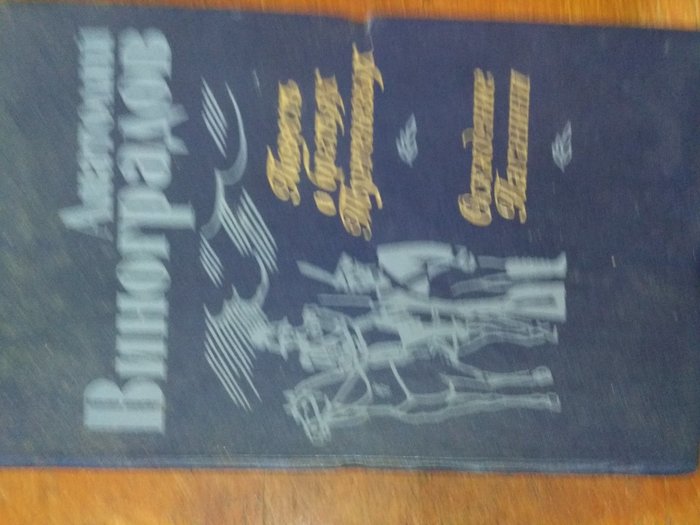 Анатолий
Виноградов
Повесть
о братьях
Тургеневых
Осуждение
Паганини